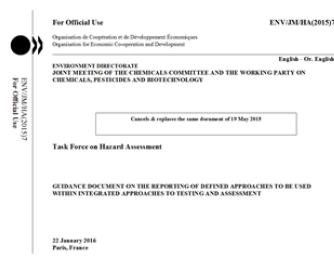 For Official Use
ENV/JM/HA(2015)7
Organisation de Coopération et de Développement Économiques
Organisation for Economic Co-operation and Development
English - Or. English
ENVIRONMENT DIRECTORATE
JOINT MEETING OF THE CHEMICALS COMMITTEE AND THE WORKING PARTY ON
CHEMICALS, PESTICIDES AND BIOTECHNOLOGY
Cancels & replaces the same document of 19 May 2015
Task Force on Hazard Assessment
GUIDANCE DOCUMENT ON THE REPORTING OF DEFINED APPROACHES TO BE USED
WITHIN INTEGRATED APPROACHES TO TESTING AND ASSESSMENT
22 January 2016
Paris, France
ENV/JM/HA(2015)7
For Official Use